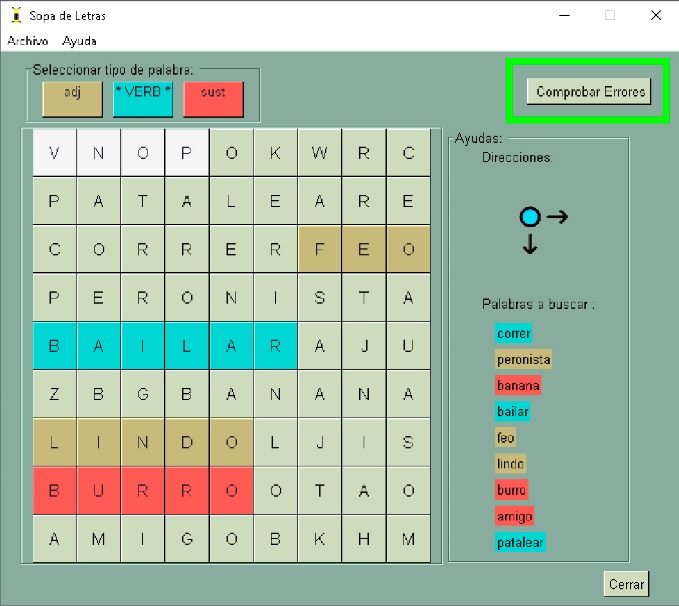 Sopa de Letras
Archivo Ayuda
Seleccionar tipo de palabra:
adj * VERB * sust
Comprobar Errores
V N O P O K W R C
P A T A L E A R E
C O R R E R F E O
P E R O N I S T A
B A I L A R A J U
Z B G B A N A N A
L I N D O L J I S
B U R R O O T A O
A M I G O B K H M
Ayudas:
Direcciones:
Palabras a buscar :
correr
peronista
banana
bailar
feo
lindo
burro
amigo
patalear
Cerrar